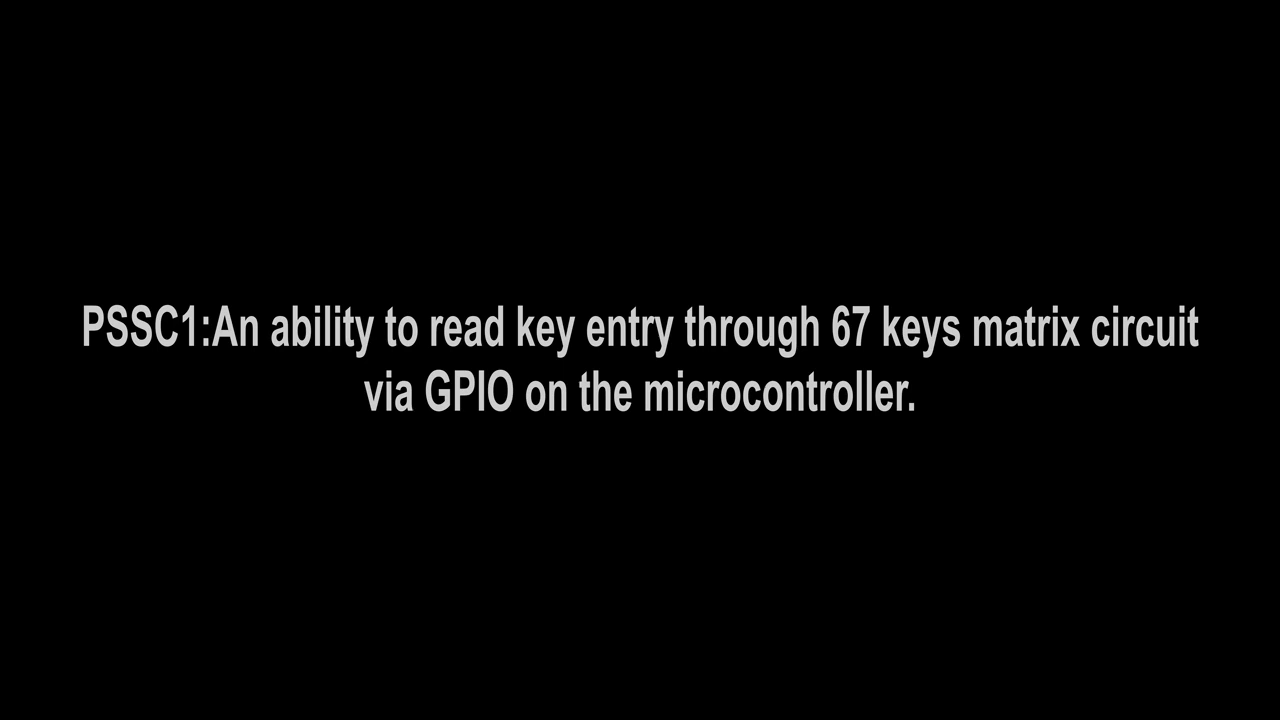 PSSC1:An ability to read key entry through 67 keys matrix circuit
via GPIO on the microcontroller.